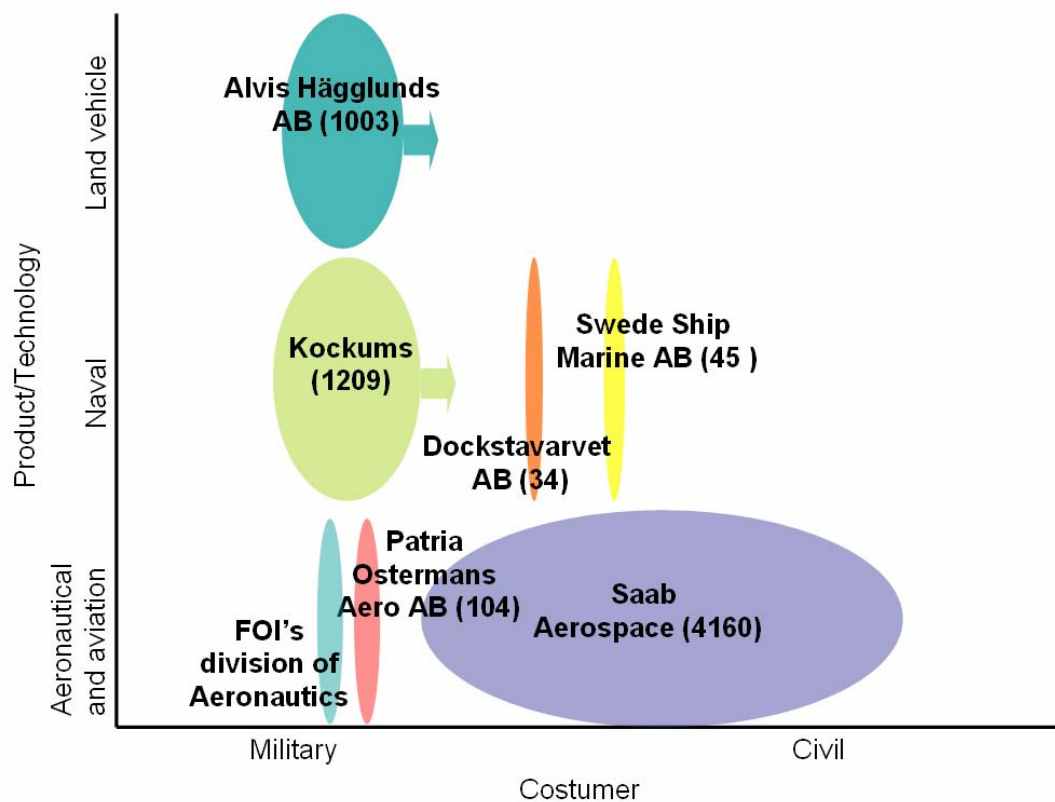 Product/Technology
Land vehicle
Naval
Aeronautical
and aviation
Alvis Hägglunds
AB (1003)
Kockums
(1209)
Swede Ship
Marine AB (45 )
Dockstavarvet
AB (34)
Patria
Ostermans
Aero AB (104)
FOI's
division of
Aeronautics
Saab
Aerospace (4160)
Military
Civil
Costumer